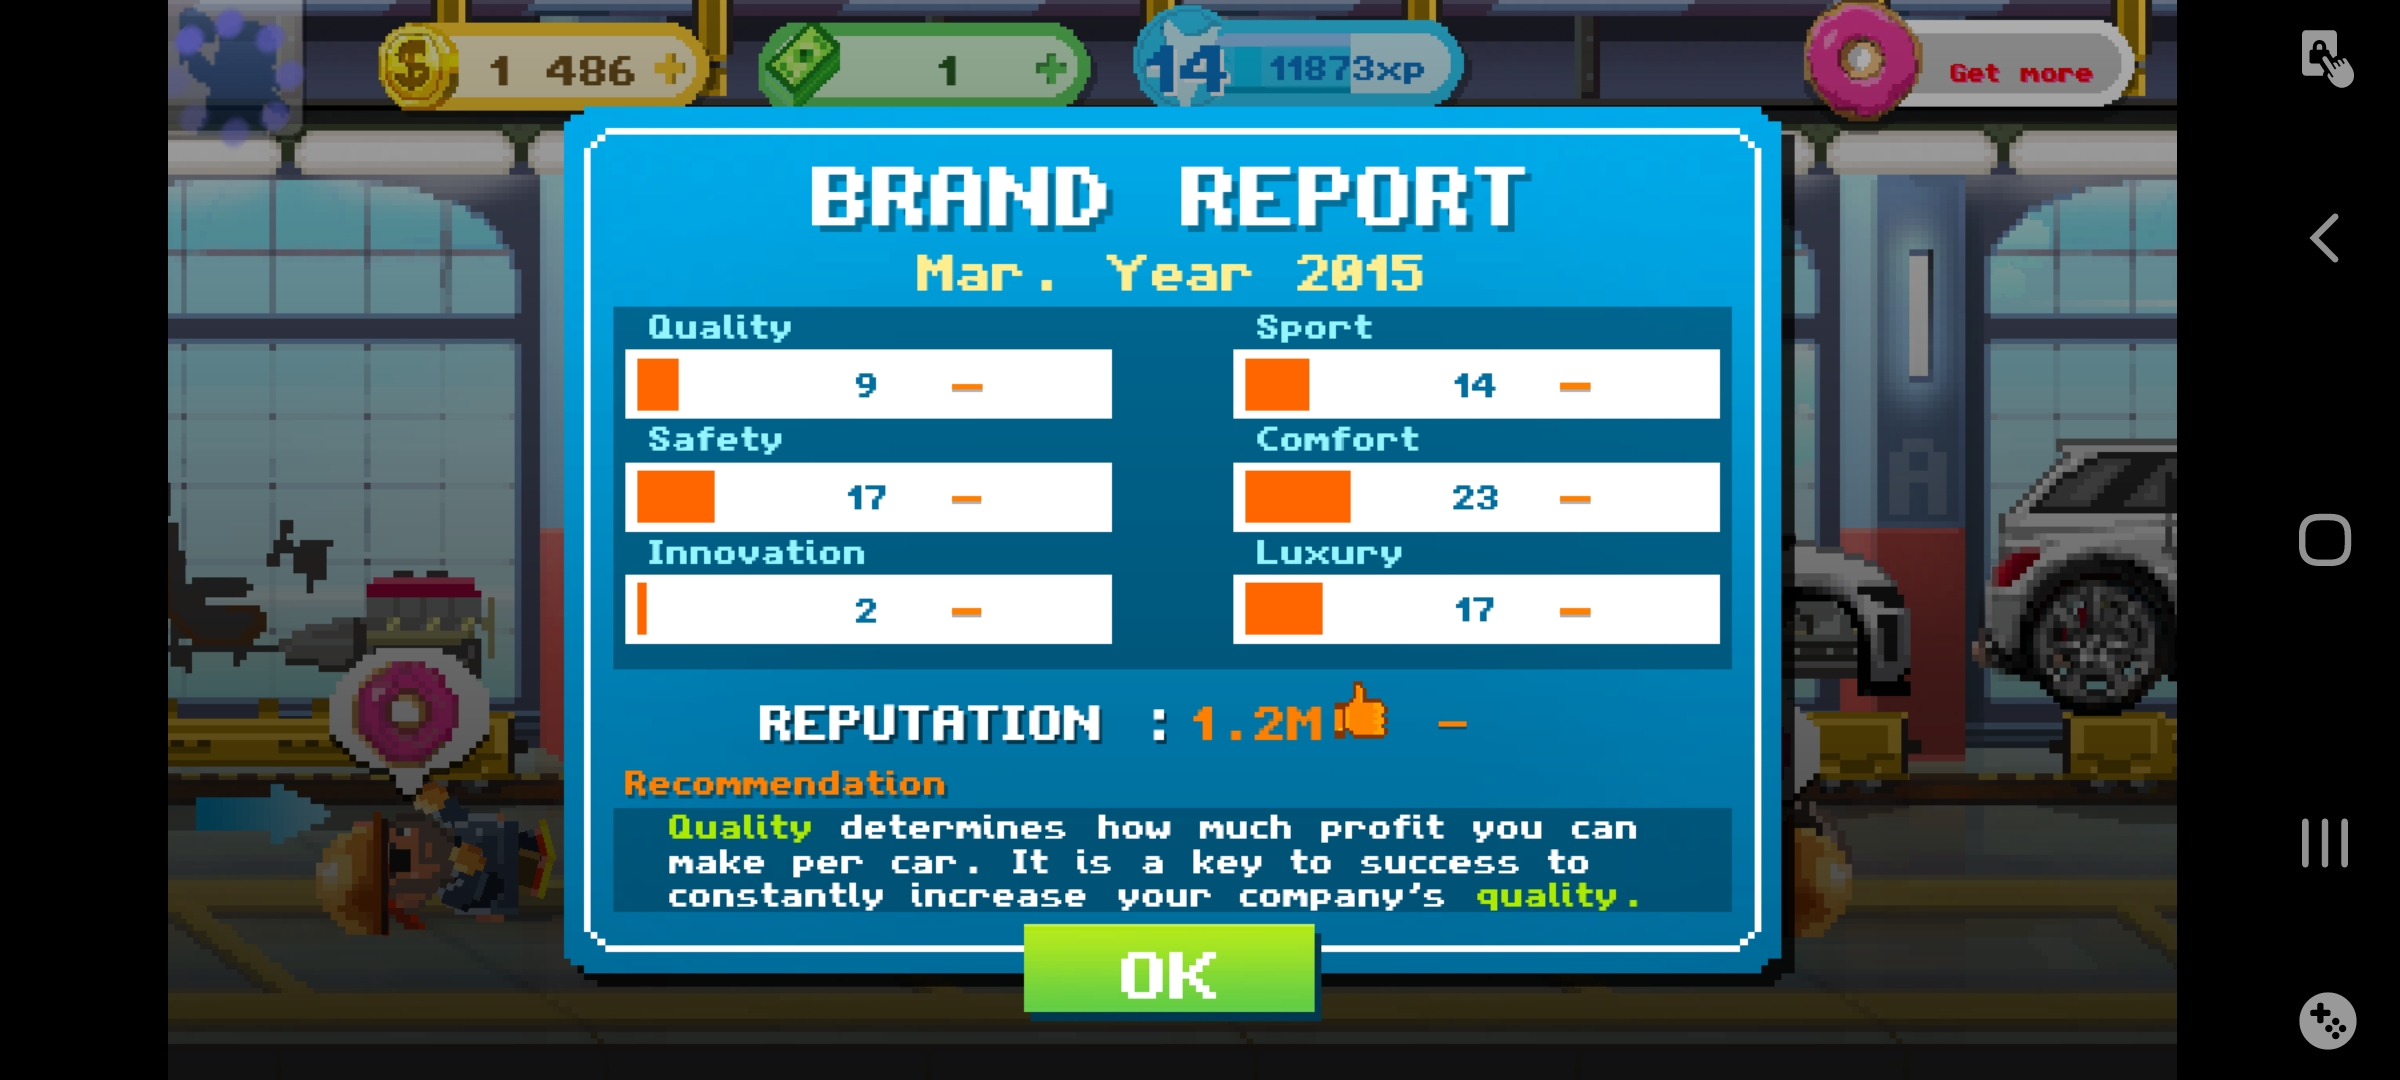 1 486 +
1 +
14 11873xp
Get more
BRAND REPORT
Mar. Year 2015
Quality Sport
9 – 14 –
Safety Comfort
17 – 23 –
Innovation Luxury
2 – 17 –
REPUTATION : 1.2M –
Recommendation
Quality determines how much profit you can
make per car. It is a key to success to
constantly increase your company's quality.
OK